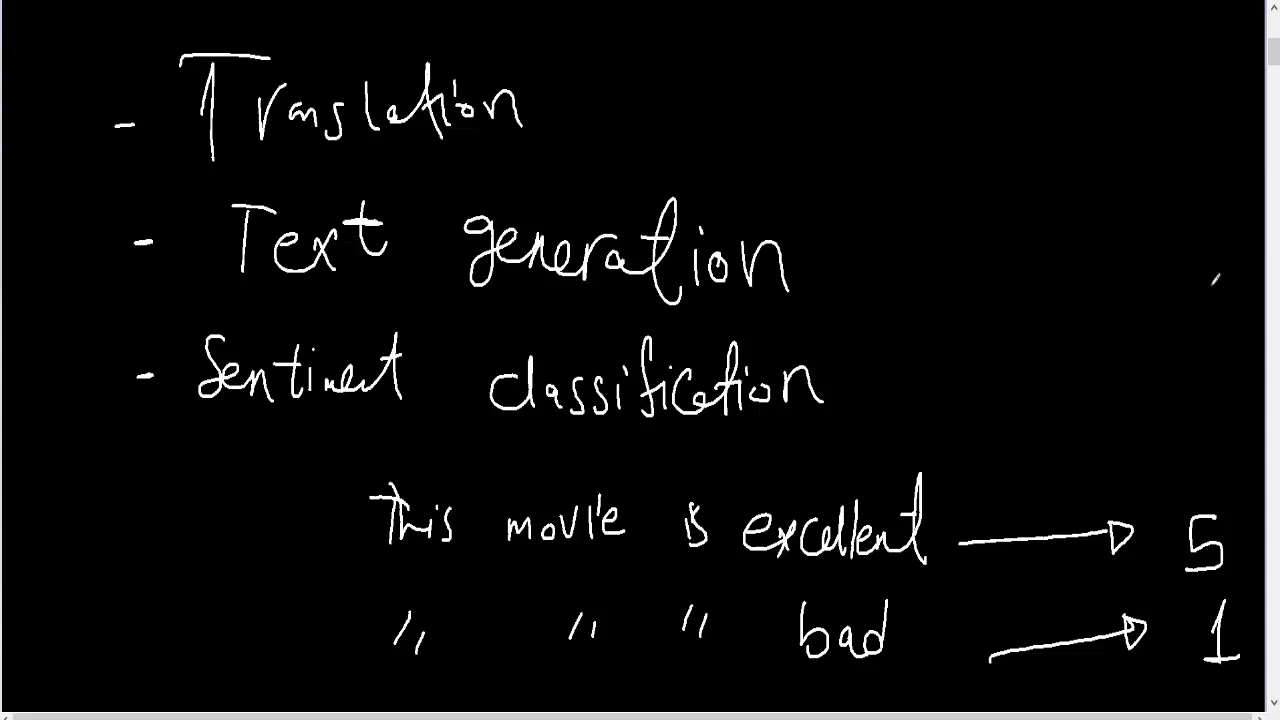 - Translation
- Text generation
- Sentiment classification
This movie is excellent → 5
" " " bad → 1